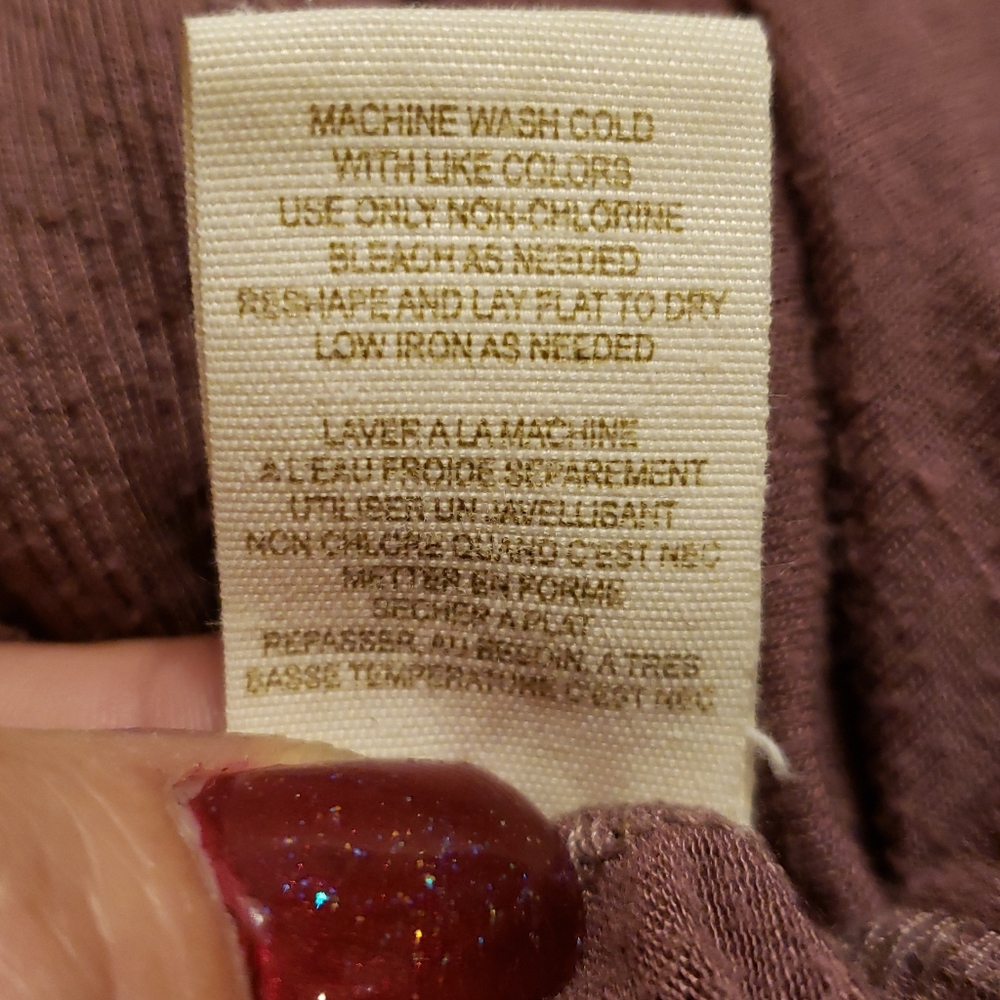 MACHINE WASH COLD
WITH LIKE COLORS
USE ONLY NON-CHLORINE
BLEACH AS NEEDED
RESHAPE AND LAY FLAT TO DRY
LOW IRON AS NEEDED
LAVER A LA MACHINE
A L'EAU FROIDE SEPAREMENT
UTILISER UN JAVELLISANT
NON CHLORE QUAND C'EST NEC
METTER EN FORME
SECHER A PLAT
REPASSER, AU BESOIN, A TRES
BASSE TEMPERATURE C'EST NEC